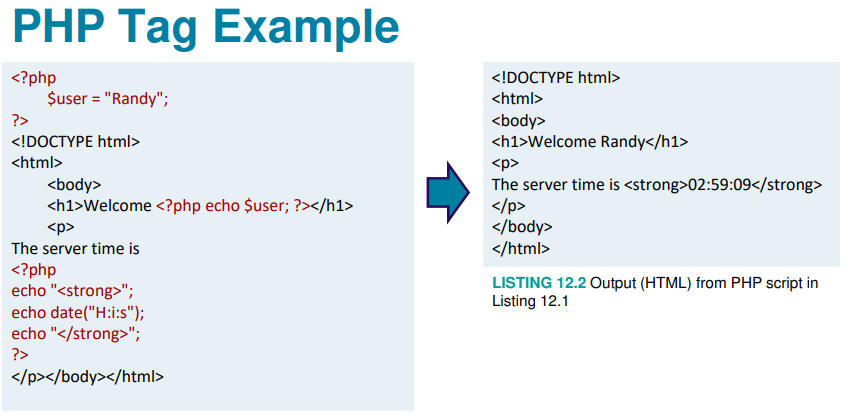 PHP Tag Example
<?php
$user = "Randy";
?>
<!DOCTYPE html>
<html>
<body>
<h1>Welcome <?php echo $user; ?></h1>
<p>
The server time is
<?php
echo "<strong>";
echo date("H:i:s");
echo "</strong>";
?>
</p></body></html>
<!DOCTYPE html>
<html>
<body>
<h1>Welcome Randy</h1>
<p>
The server time is <strong>02:59:09</strong>
</p>
</body>
</html>
LISTING 12.2 Output (HTML) from PHP script in
Listing 12.1